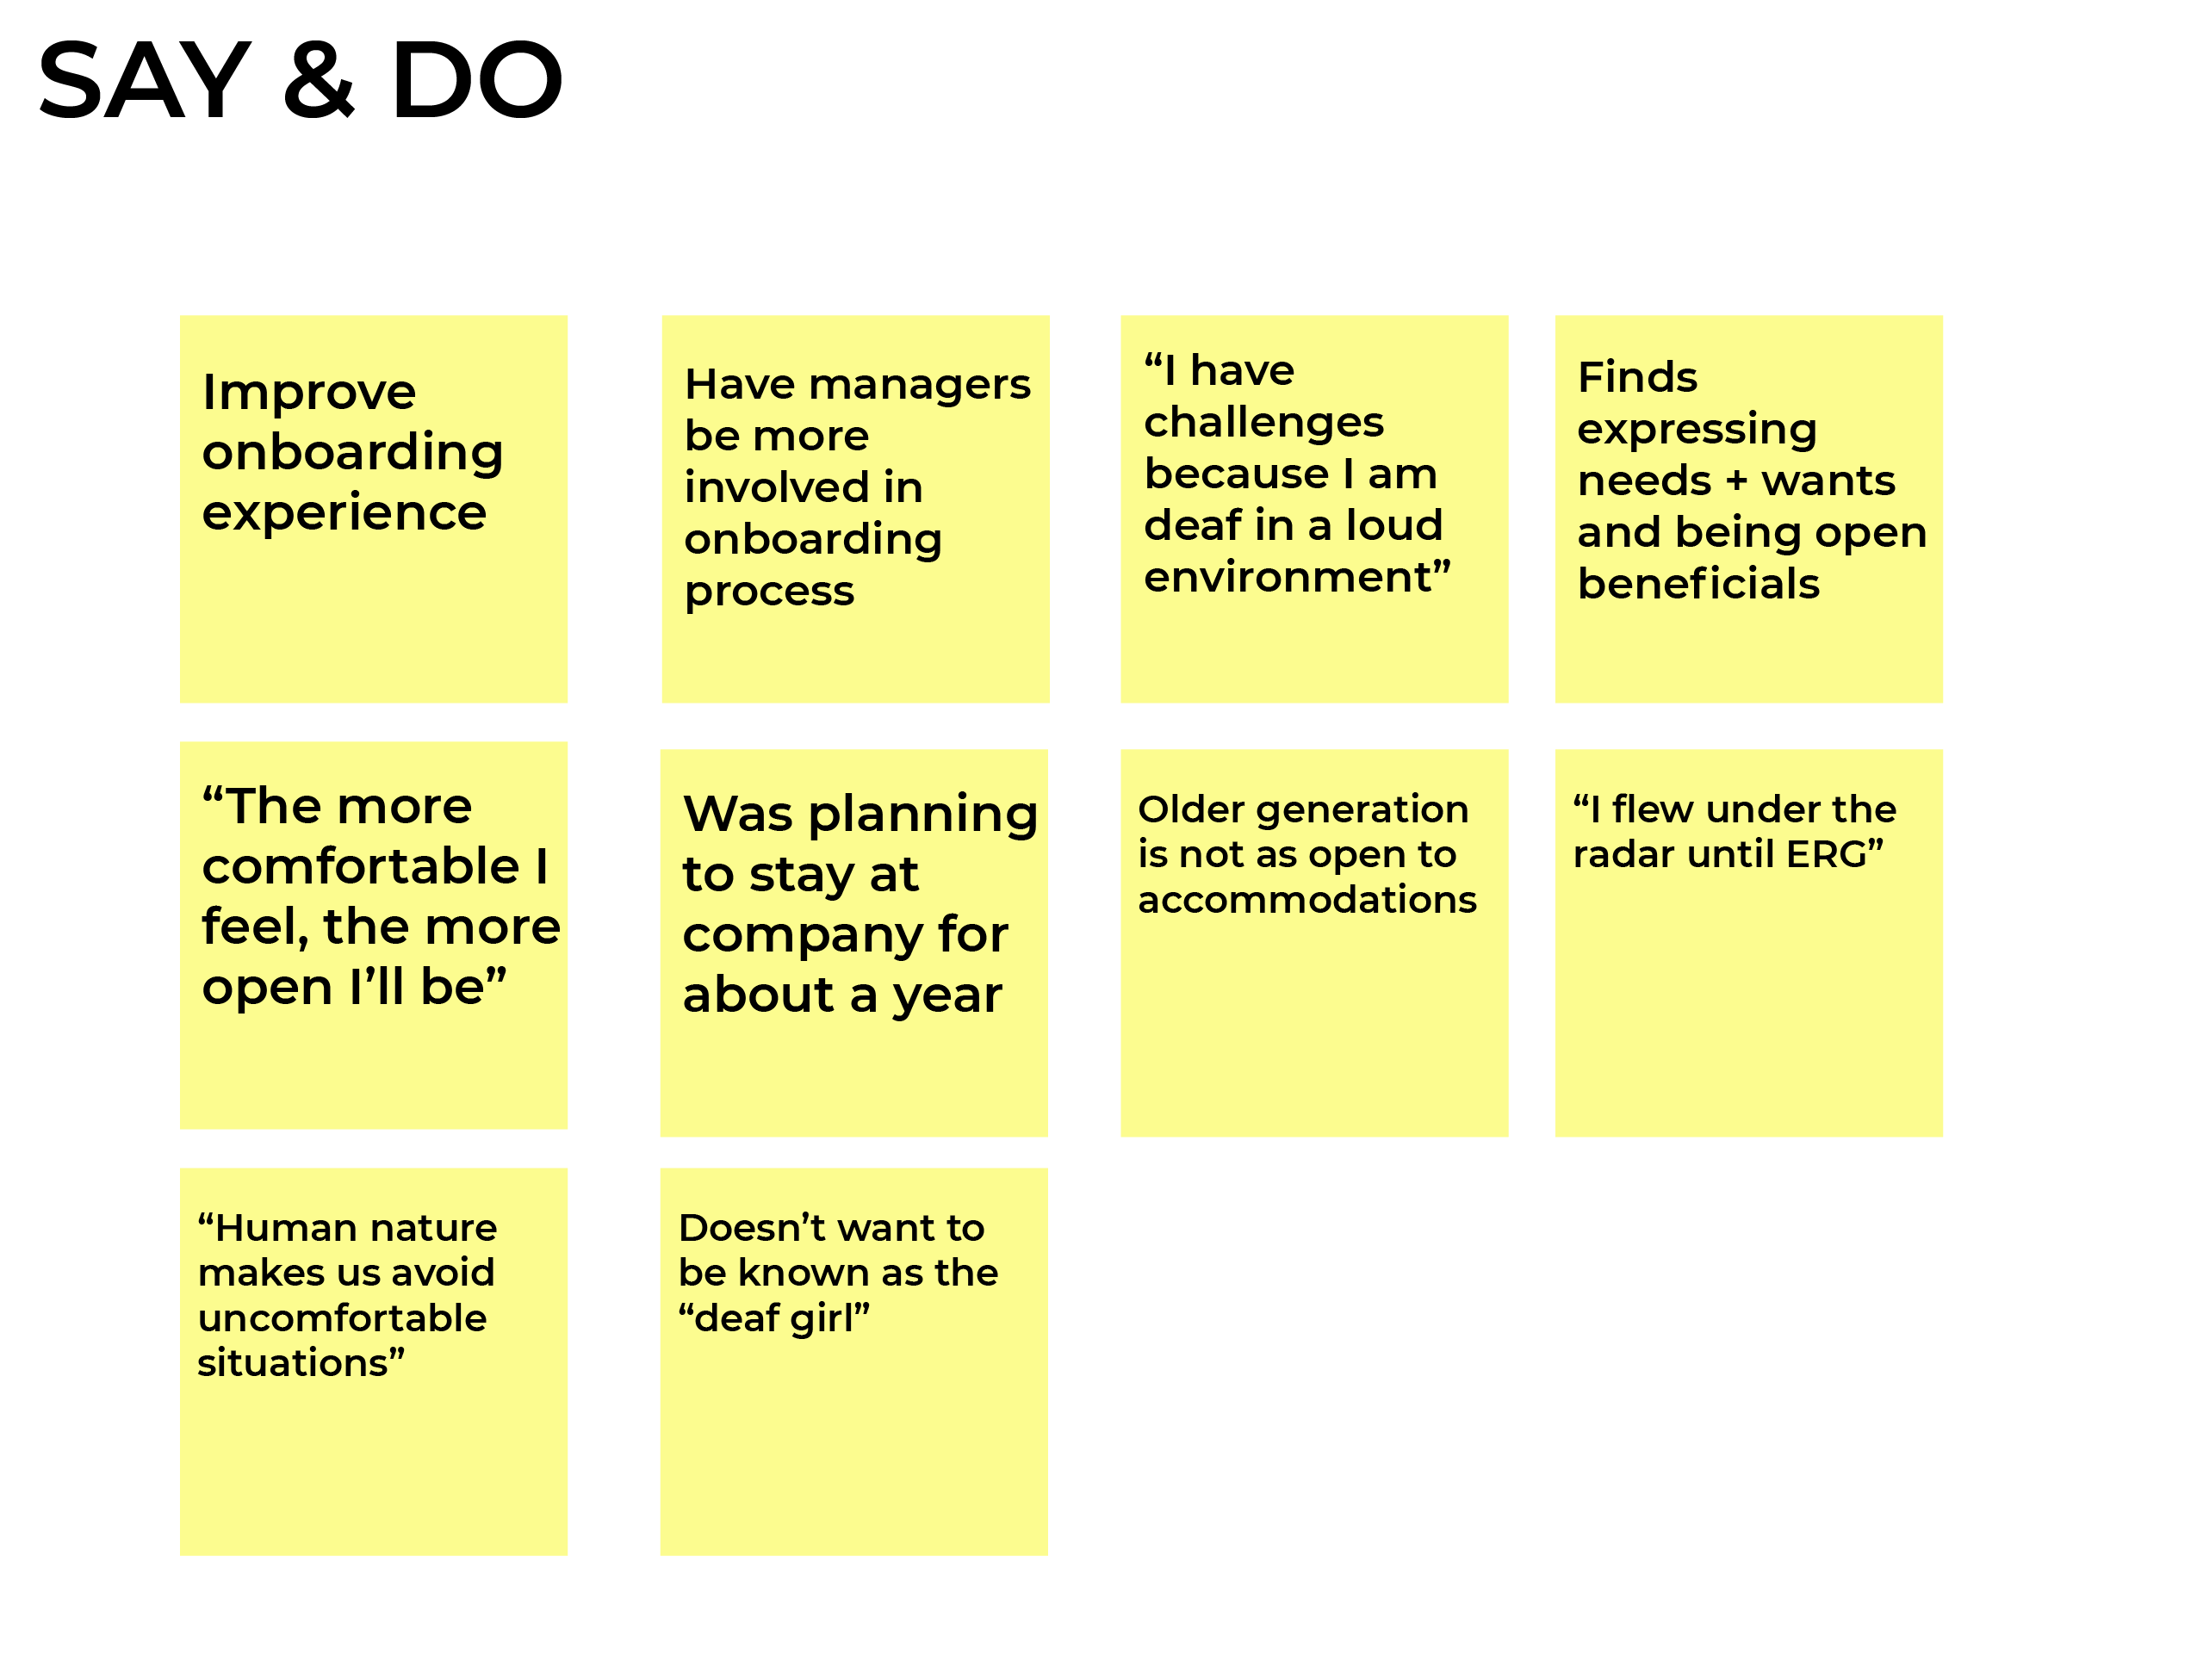 SAY & DO
Improve
onboarding
experience
Have managers
be more
involved in
onboarding
process
“I have
challenges
because I am
deaf in a loud
environment”
Finds
expressing
needs + wants
and being open
beneficials
“The more
comfortable I
feel, the more
open I’ll be”
Was planning
to stay at
company for
about a year
Older generation
is not as open to
accommodations
“I flew under the
radar until ERG”
“Human nature
makes us avoid
uncomfortable
situations”
Doesn’t want to
be known as the
“deaf girl”